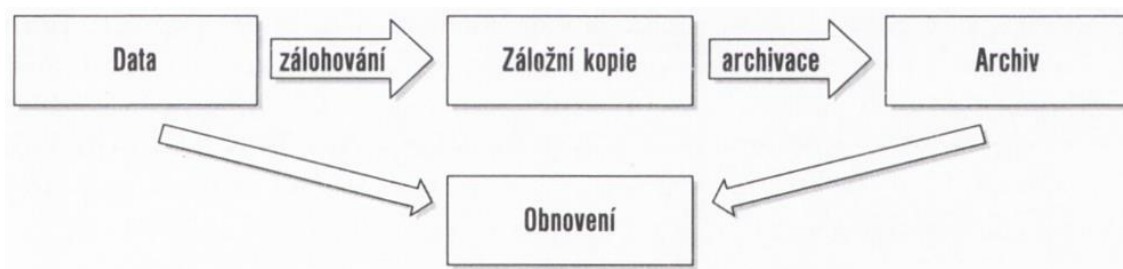 Data
zálohování
Záložní kopie
archivace
Archiv
Obnovení